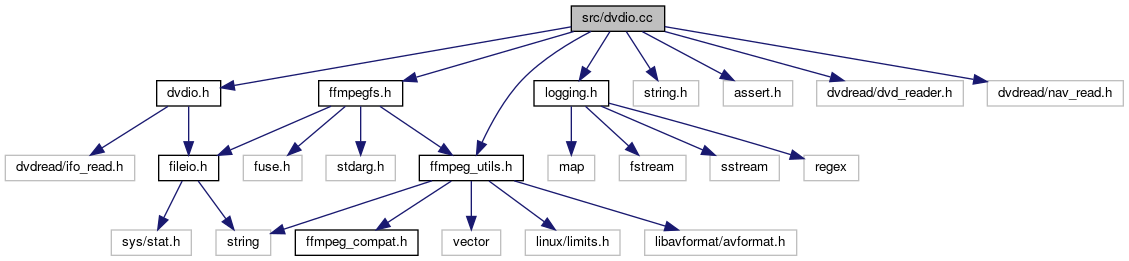 src/dvdio.cc
dvdio.h
ffmpegfs.h
logging.h
string.h
assert.h
dvdread/dvd_reader.h
dvdread/nav_read.h
dvdread/ifo_read.h
fileio.h
fuse.h
stdarg.h
ffmpeg_utils.h
map
fstream
sstream
regex
sys/stat.h
string
ffmpeg_compat.h
vector
linux/limits.h
libavformat/avformat.h